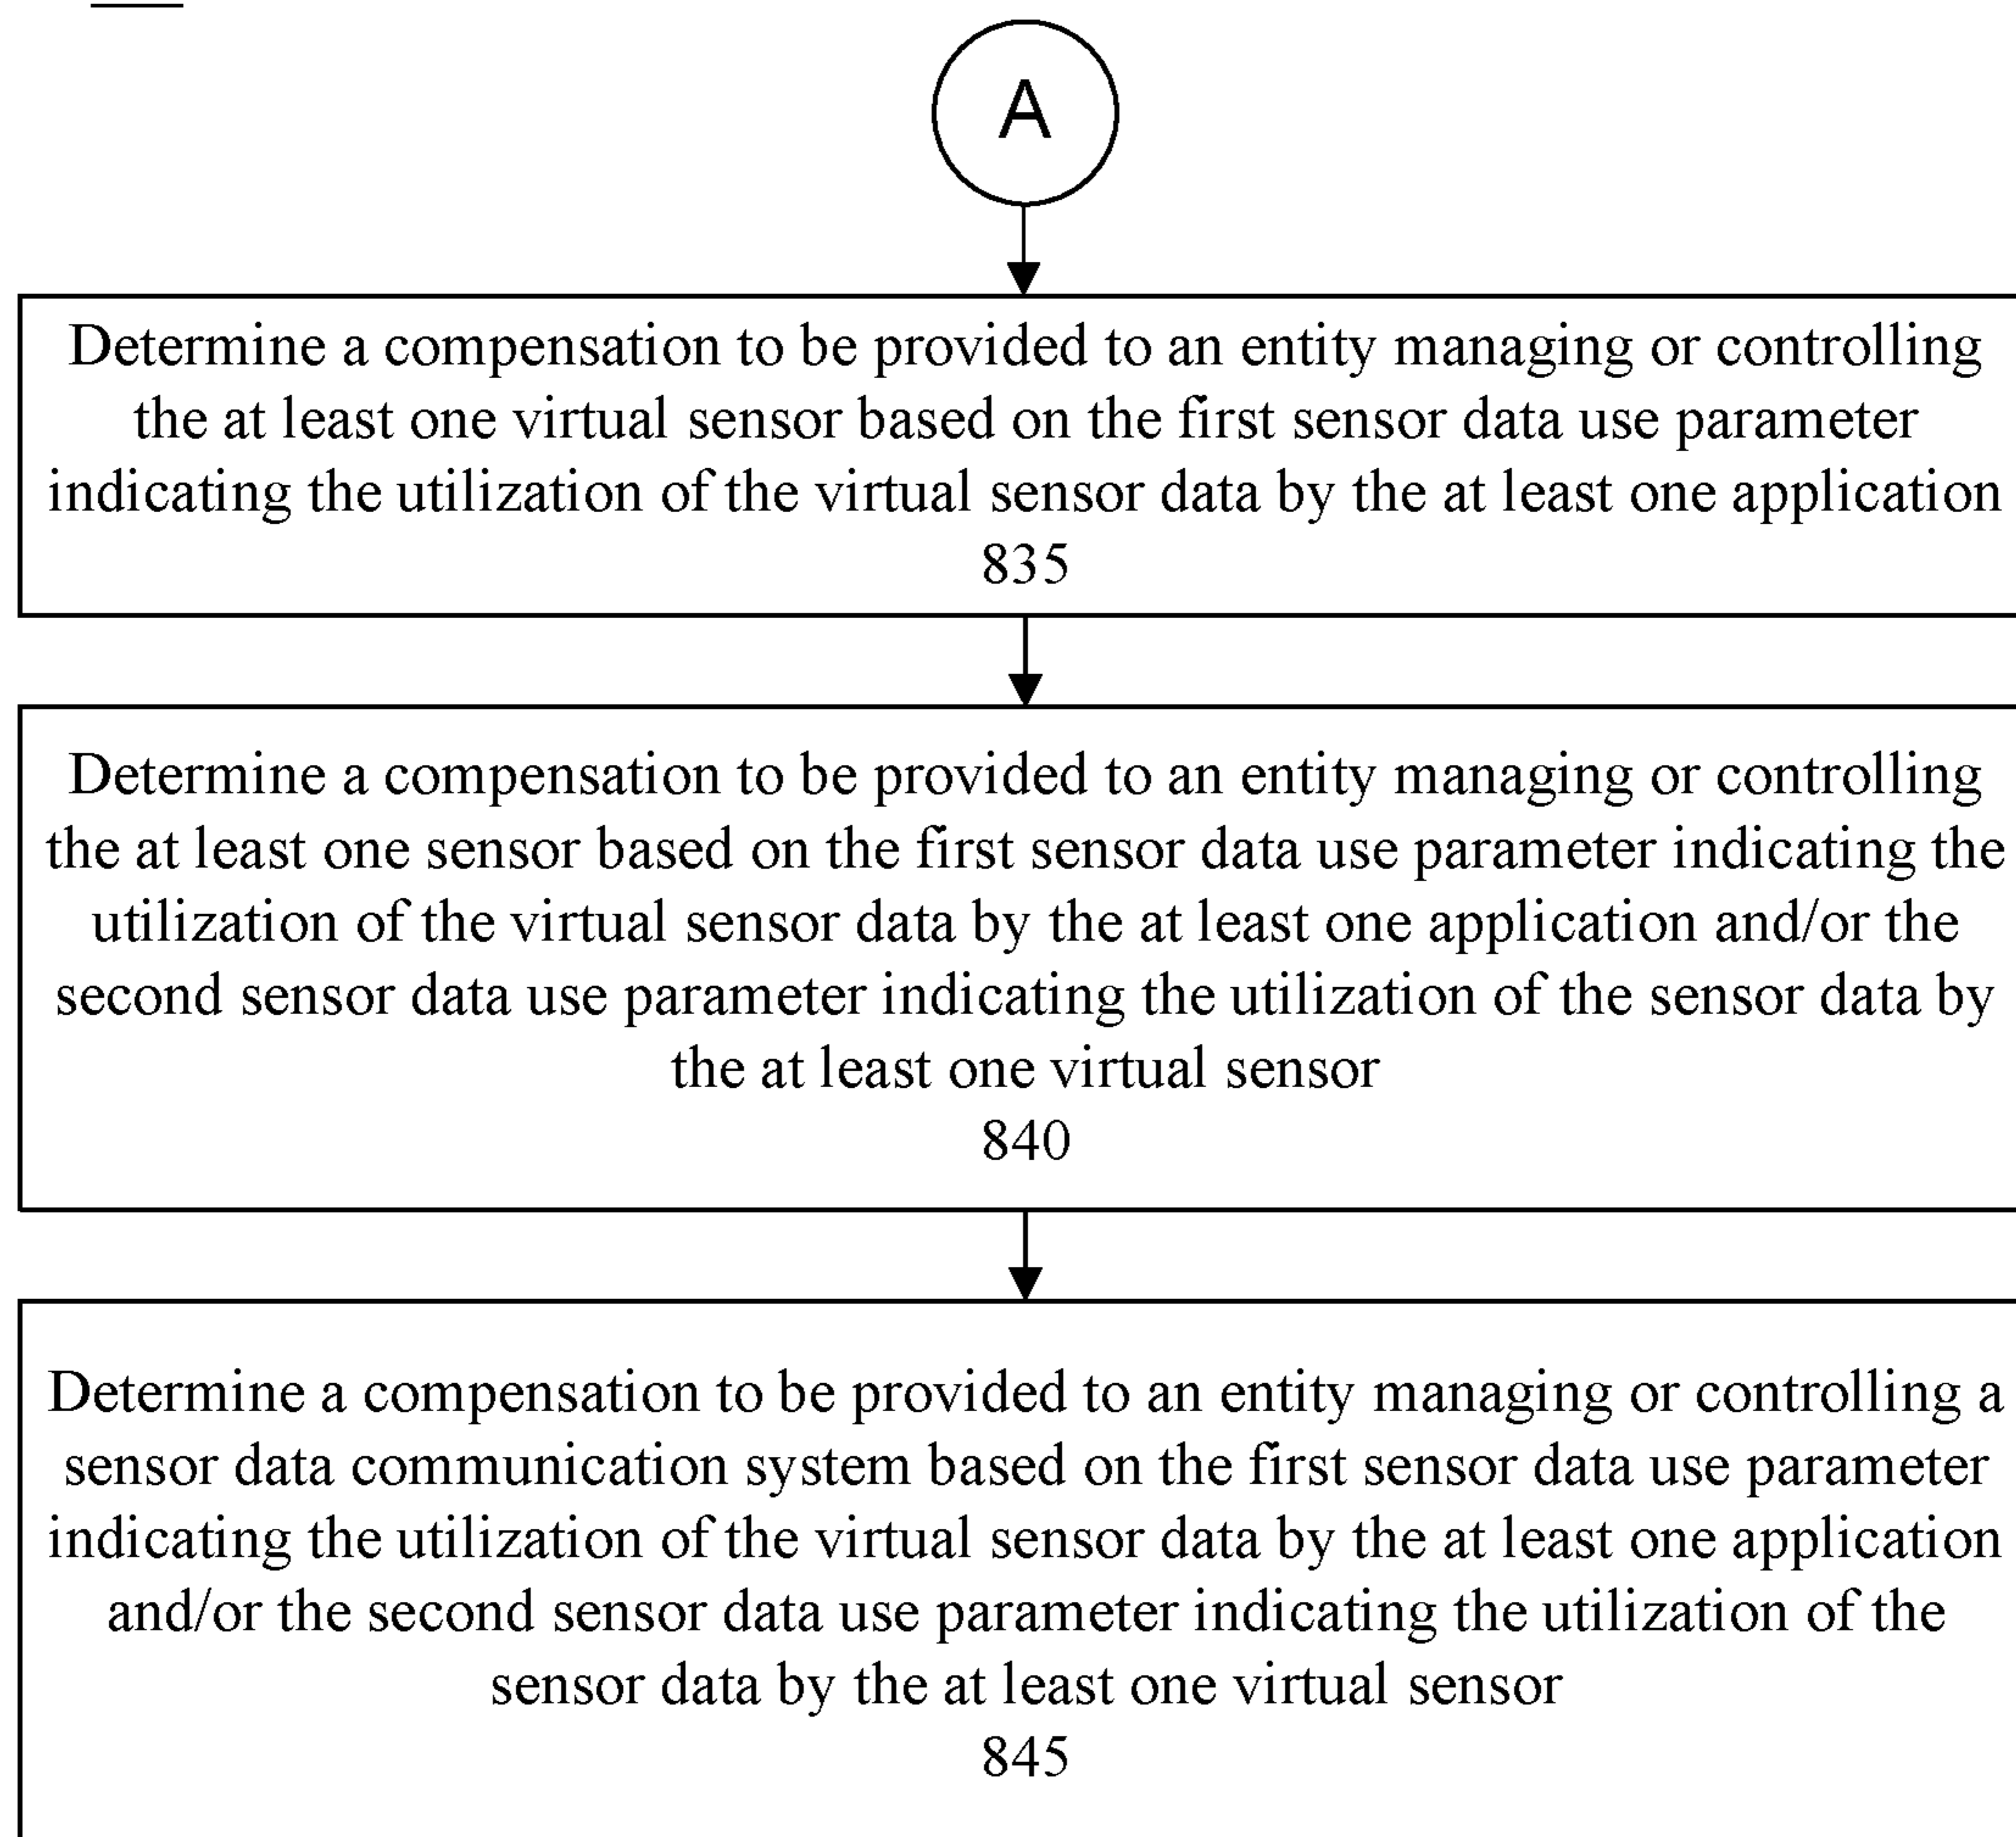 A
Determine a compensation to be provided to an entity managing or controlling
the at least one virtual sensor based on the first sensor data use parameter
indicating the utilization of the virtual sensor data by the at least one application
835
Determine a compensation to be provided to an entity managing or controlling
the at least one sensor based on the first sensor data use parameter indicating the
utilization of the virtual sensor data by the at least one application and/or the
second sensor data use parameter indicating the utilization of the sensor data by
the at least one virtual sensor
840
Determine a compensation to be provided to an entity managing or controlling a
sensor data communication system based on the first sensor data use parameter
indicating the utilization of the virtual sensor data by the at least one application
and/or the second sensor data use parameter indicating the utilization of the
sensor data by the at least one virtual sensor
845